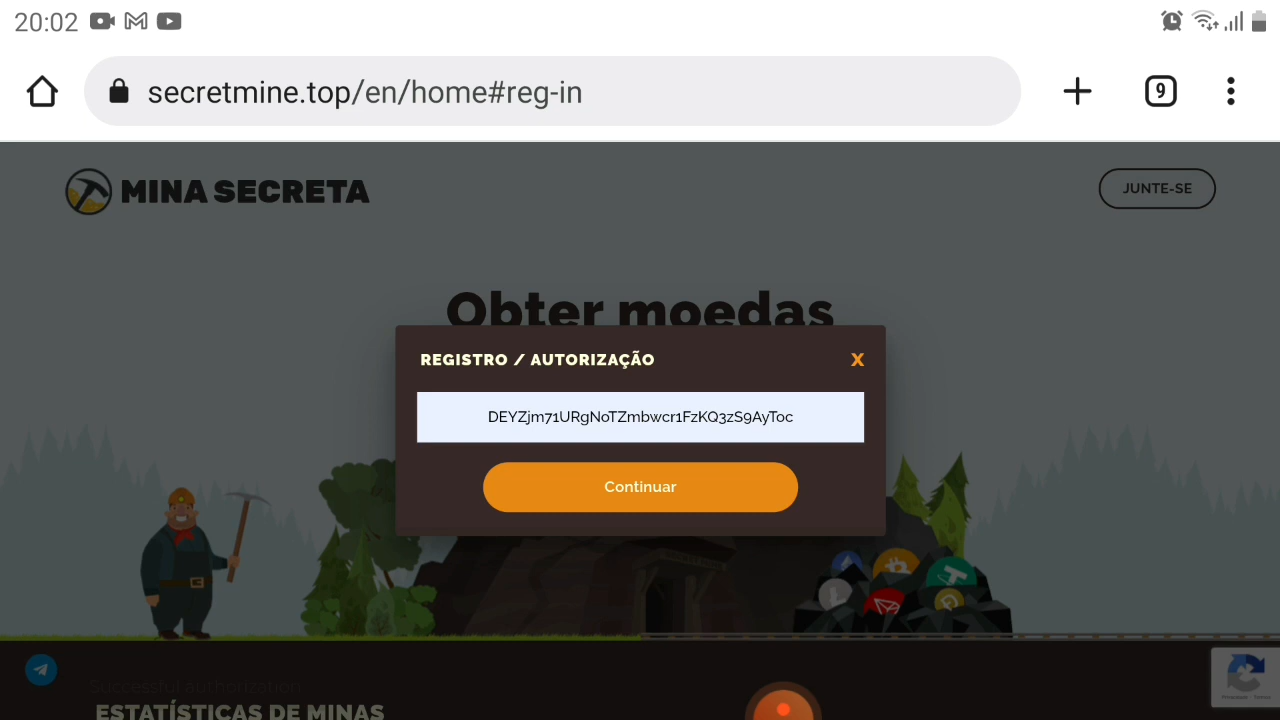 20:02
secretmine.top/en/home#reg-in
9
MINA SECRETA
JUNTE-SE
Obter moedas
REGISTRO / AUTORIZAÇÃO
X
DEYZjm71URgNoTZmbwcr1FzKQ3zS9AyToc
Continuar
Successful authorization
ESTATÍSTICAS DE MINAS